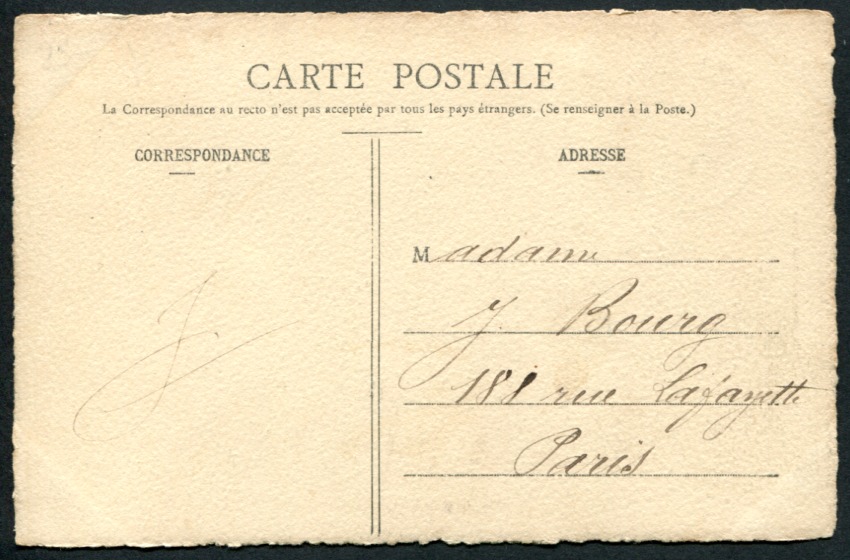 CARTE POSTALE
La Correspondance au recto n'est pas acceptée par tous les pays étrangers. (Se renseigner à la Poste.)
CORRESPONDANCE
ADRESSE
Madame
J. Bourg
181 rue Lafayette
Paris
J